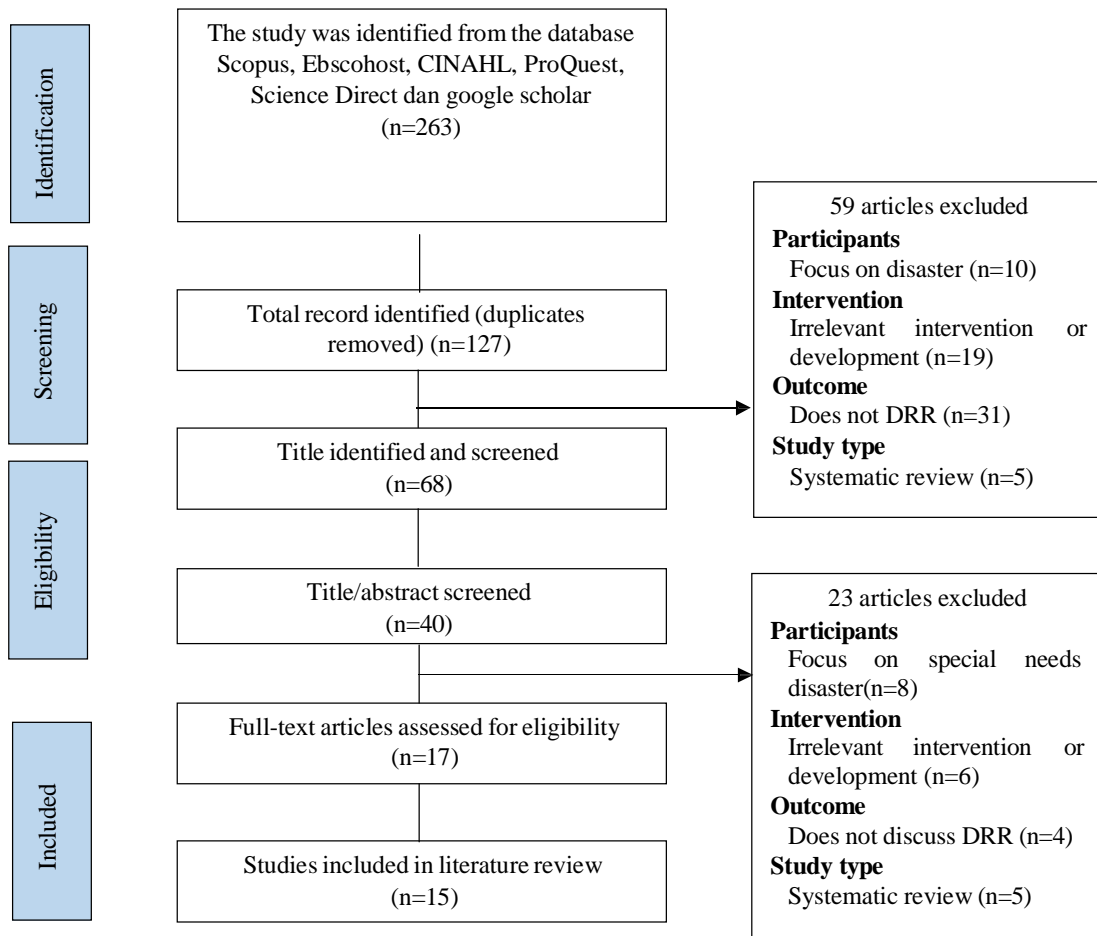 Identification
The study was identified from the database
Scopus, Ebscohost, CINAHL, ProQuest,
Science Direct dan google scholar
(n=263)
59 articles excluded
Participants
Focus on disaster (n=10)
Intervention
Irrelevant intervention or
development (n=19)
Outcome
Does not DRR (n=31)
Study type
Systematic review (n=5)
Screening
Total record identified (duplicates
removed) (n=127)
Title identified and screened
(n=68)
Eligibility
Title/abstract screened
(n=40)
23 articles excluded
Participants
Focus on special needs
disaster(n=8)
Intervention
Irrelevant intervention or
development (n=6)
Outcome
Does not discuss DRR (n=4)
Study type
Systematic review (n=5)
Full-text articles assessed for eligibility
(n=17)
Included
Studies included in literature review
(n=15)